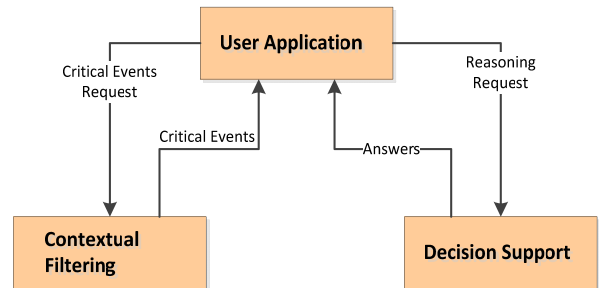 User Application
Critical Events
Request
Reasoning
Request
Critical Events
Answers
Contextual
Filtering
Decision Support